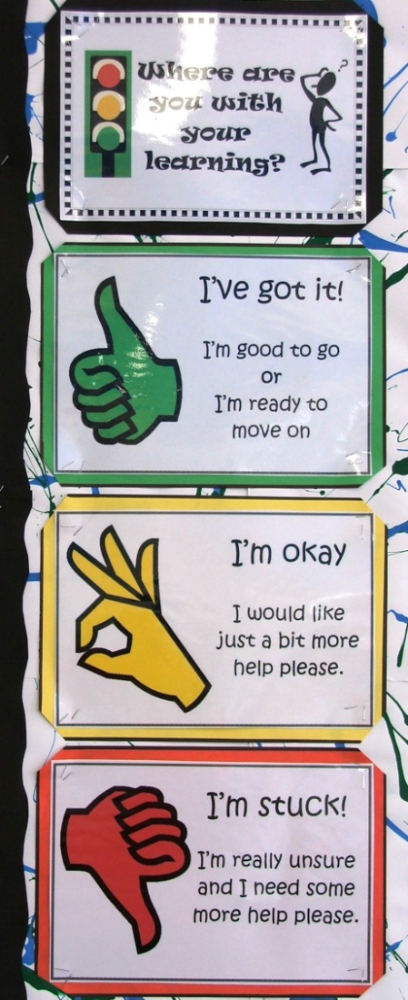 Where are
you with
your
learning?
?
I've got it!
I'm good to go
or
I'm ready to
move on
I'm okay
I would like
just a bit more
help please.
I'm stuck!
I'm really unsure
and I need some
more help please.